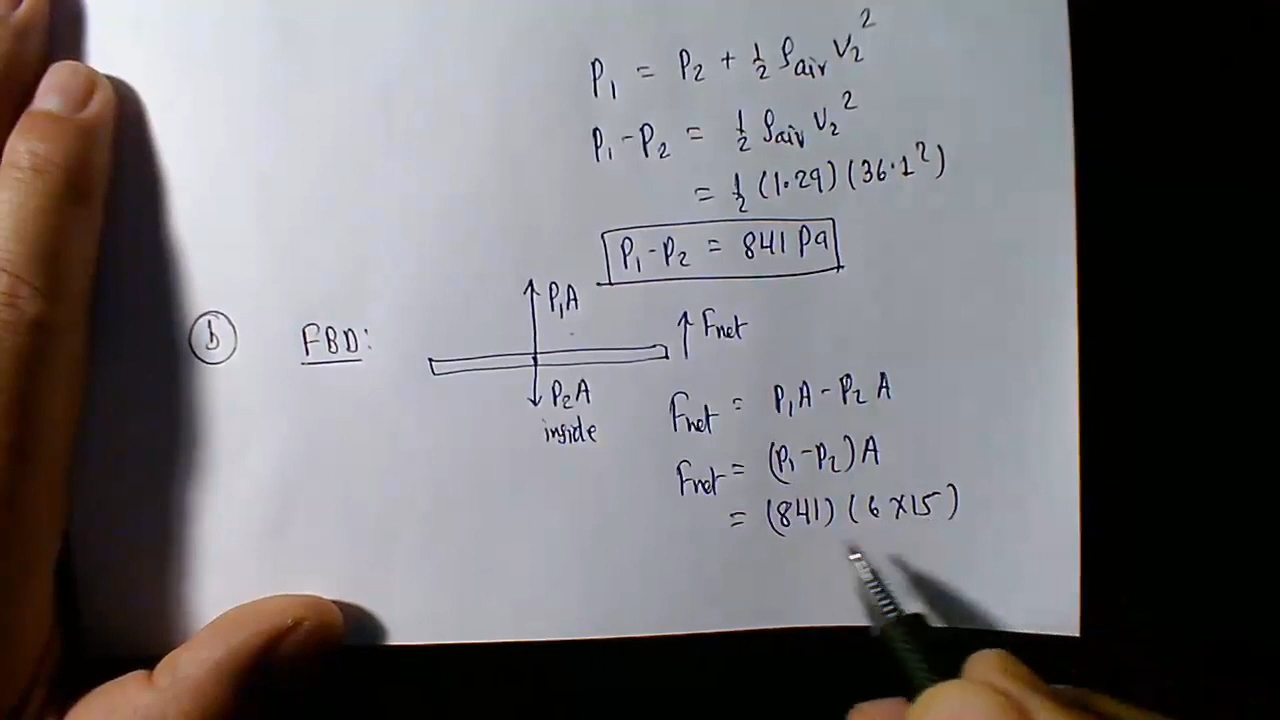 P₁ = P₂ + ½ ρair V₂²
P₁ - P₂ = ½ ρair V₂²
= ½ (1.29) (36.1²)
P₁ - P₂ = 841 Pa
P₁A
b FBD: Fnet
P₂A
inside
Fnet = P₁A - P₂A
Fnet = (P₁ - P₂) A
= (841) (6 × 15)